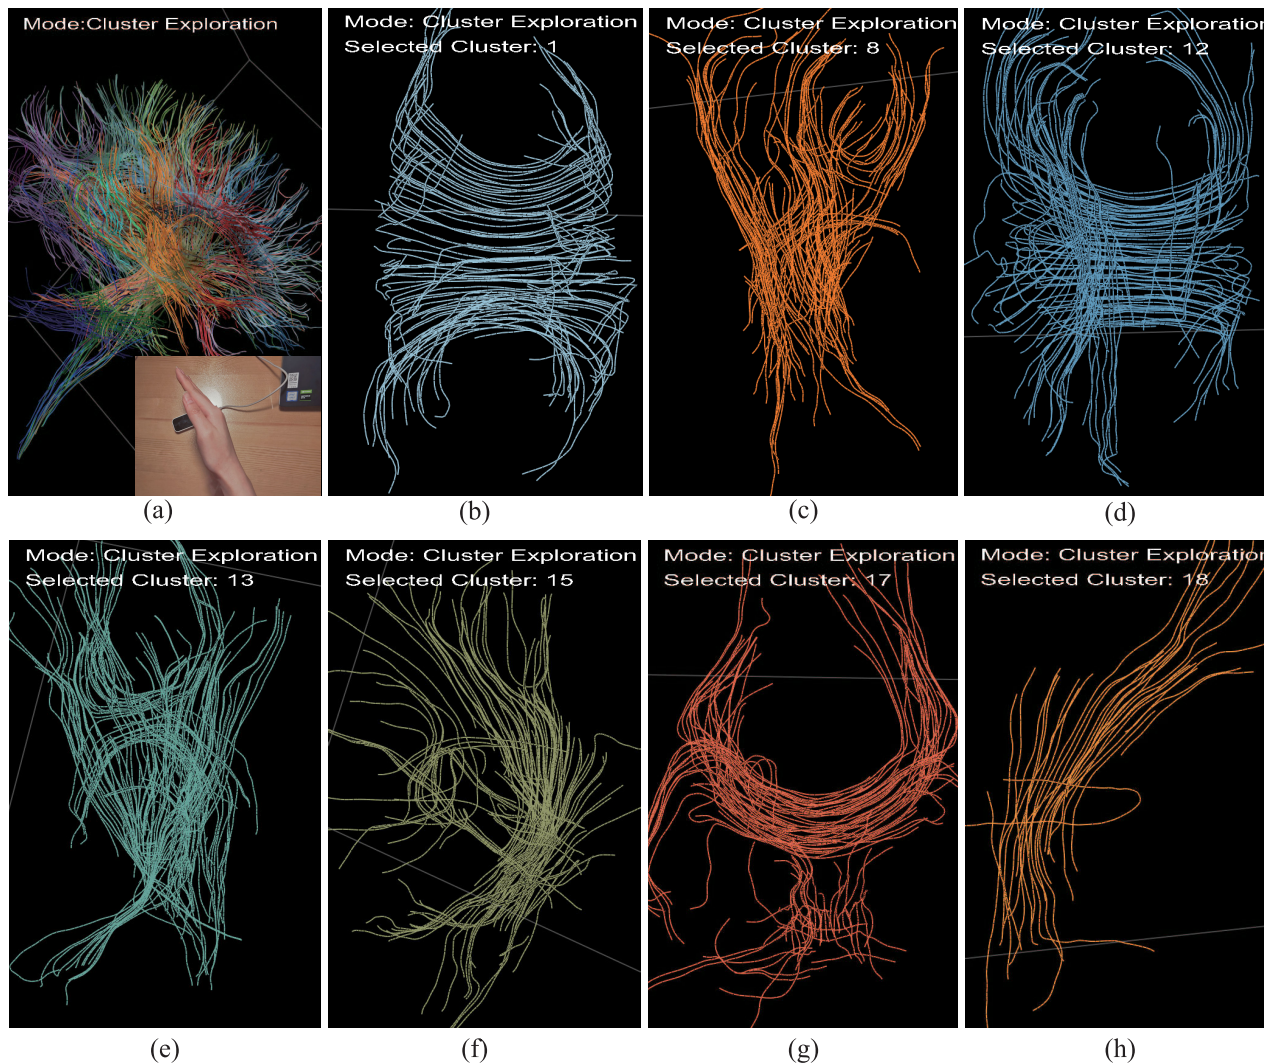 Mode:Cluster Exploration
Mode: Cluster Exploration
Selected Cluster: 1
Mode: Cluster Exploration
Selected Cluster: 8
Mode: Cluster Exploration
Selected Cluster: 12
(a)
(b)
(c)
(d)
Mode: Cluster Exploration
Selected Cluster: 13
Mode: Cluster Exploration
Selected Cluster: 15
Mode: Cluster Exploration
Selected Cluster: 17
Mode: Cluster Exploration
Selected Cluster: 18
(e)
(f)
(g)
(h)